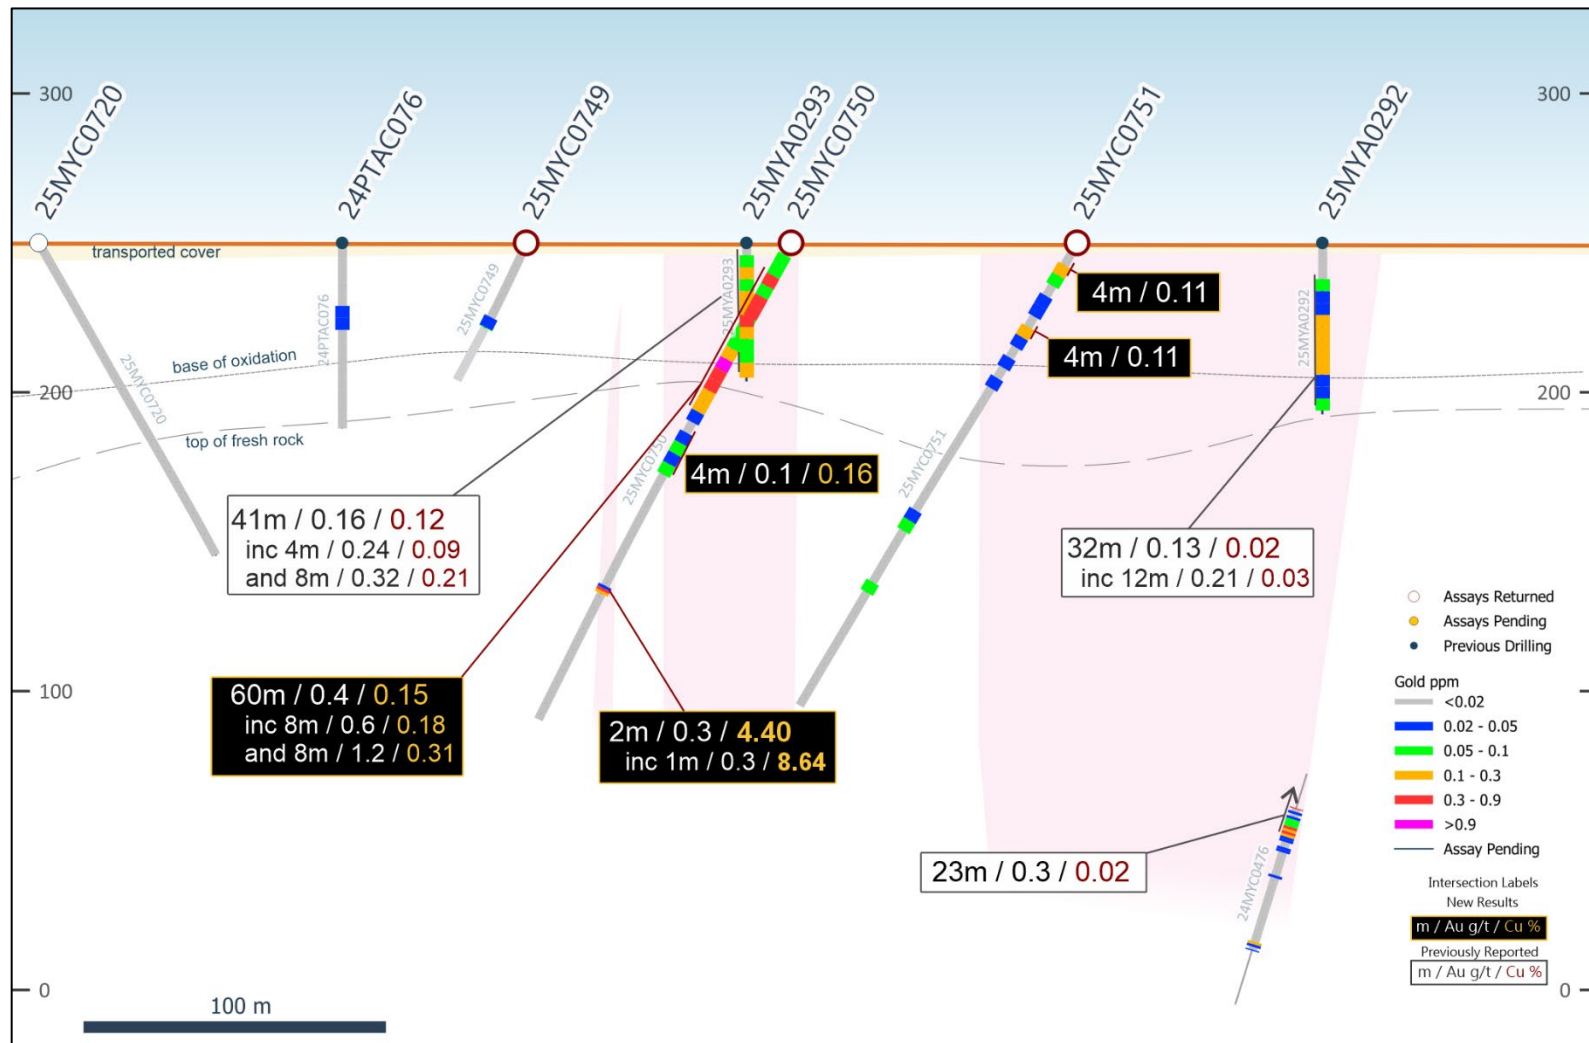 300
300
25MYC0720
24PTAC076
25MYC0749
25MYA0293
25MYC0750
25MYC0751
25MYA0292
transported cover
25MYC0749
25MYA0293
25MYA0292
24PTAC076
25MYC0720
4m / 0.11
4m / 0.11
base of oxidation
200
200
top of fresh rock
25MYC0750
25MYC0751
4m / 0.1 / 0.16
41m / 0.16 / 0.12
inc 4m / 0.24 / 0.09
and 8m / 0.32 / 0.21
32m / 0.13 / 0.02
inc 12m / 0.21 / 0.03
60m / 0.4 / 0.15
inc 8m / 0.6 / 0.18
and 8m / 1.2 / 0.31
2m / 0.3 / 4.40
inc 1m / 0.3 / 8.64
100
100
23m / 0.3 / 0.02
24MYC0476
Assays Returned
Assays Pending
Previous Drilling
Gold ppm
<0.02
0.02 - 0.05
0.05 - 0.1
0.1 - 0.3
0.3 - 0.9
>0.9
Assay Pending
Intersection Labels
New Results
m / Au g/t / Cu %
Previously Reported
m / Au g/t / Cu %
0
0
100 m